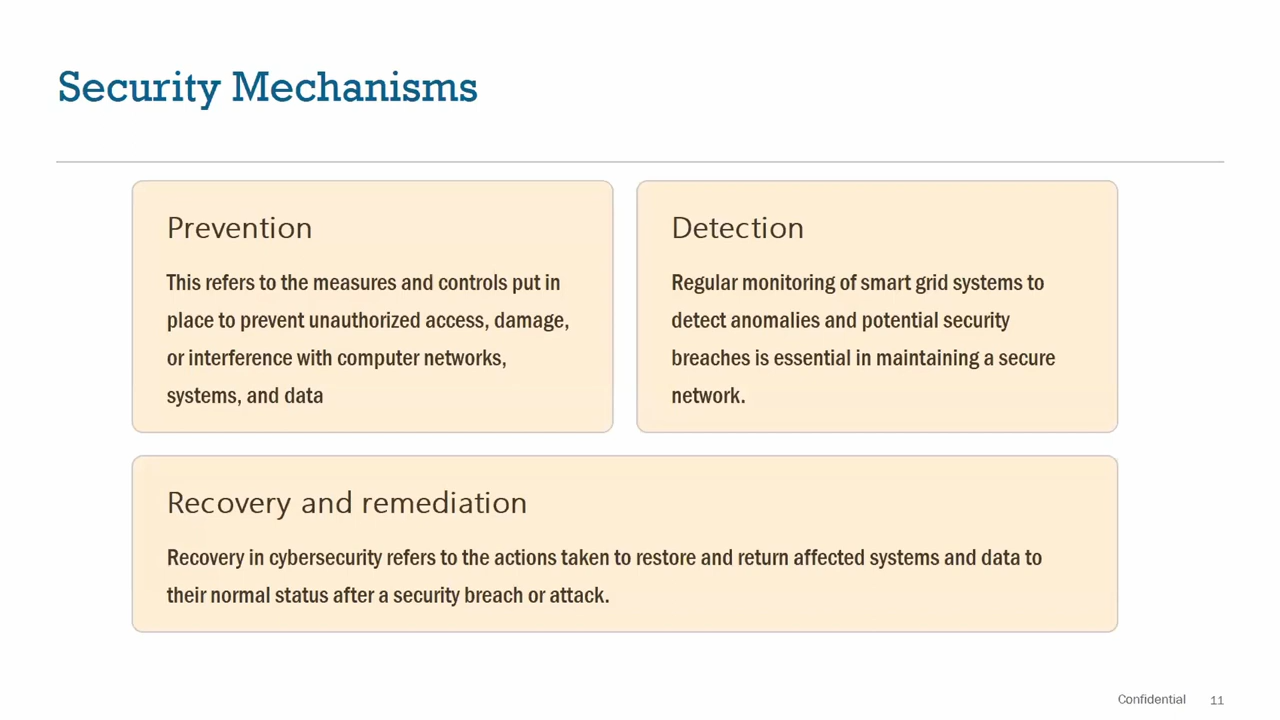 Security Mechanisms
Prevention
This refers to the measures and controls put in
place to prevent unauthorized access, damage,
or interference with computer networks,
systems, and data
Detection
Regular monitoring of smart grid systems to
detect anomalies and potential security
breaches is essential in maintaining a secure
network.
Recovery and remediation
Recovery in cybersecurity refers to the actions taken to restore and return affected systems and data to
their normal status after a security breach or attack.
Confidential 11